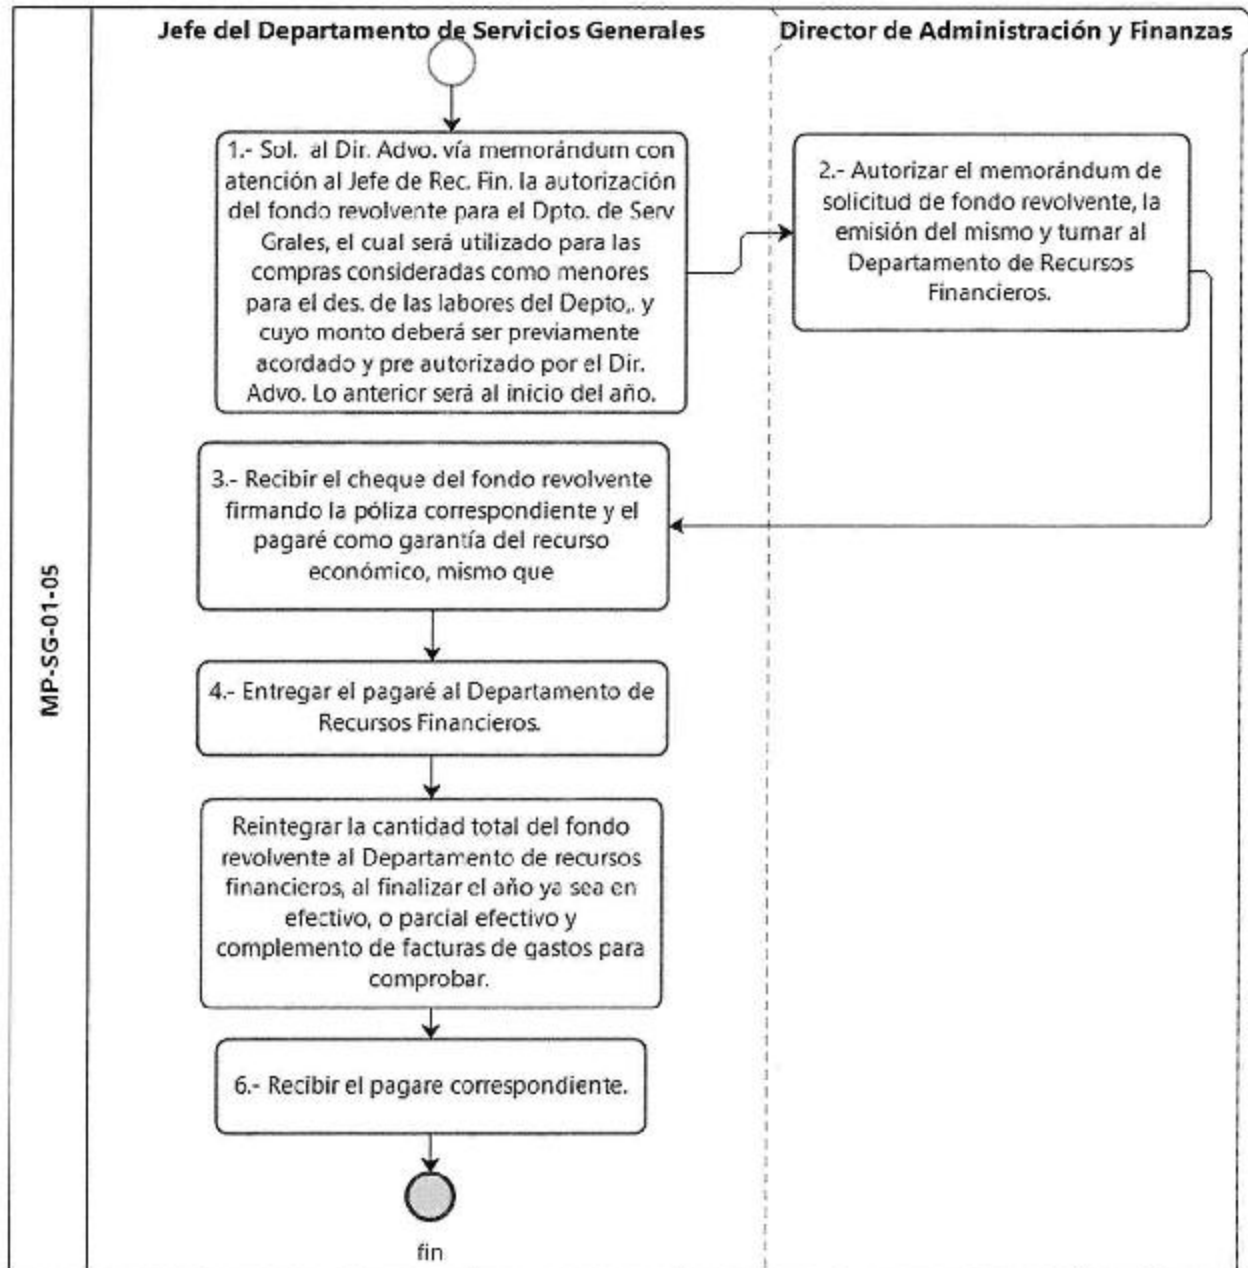 Jefe del Departamento de Servicios Generales
Director de Administración y Finanzas
1.- Sol. al Dir. Advo. vía memorándum con
atención al Jefe de Rec. Fin. la autorización
del fondo revolvente para el Dpto. de Serv
Grales, el cual será utilizado para las
compras consideradas como menores
para el des. de las labores del Depto,. y
cuyo monto deberá ser previamente
acordado y pre autorizado por el Dir.
Advo. Lo anterior será al inicio del año.
2.- Autorizar el memorándum de
solicitud de fondo revolvente, la
emisión del mismo y turnar al
Departamento de Recursos
Financieros.
3.- Recibir el cheque del fondo revolvente
firmando la póliza correspondiente y el
pagaré como garantía del recurso
económico, mismo que
MP-SG-01-05
4.- Entregar el pagaré al Departamento de
Recursos Financieros.
Reintegrar la cantidad total del fondo
revolvente al Departamento de recursos
financieros, al finalizar el año ya sea en
efectivo, o parcial efectivo y
complemento de facturas de gastos para
comprobar.
6.- Recibir el pagare correspondiente.
fin